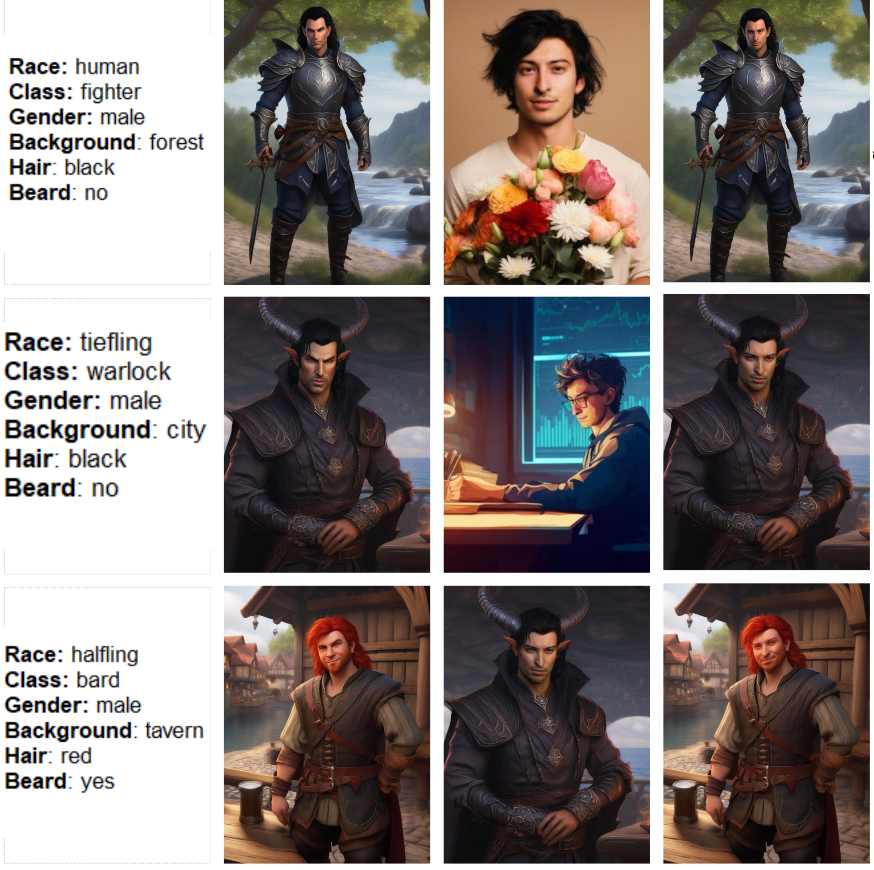 Race: human
Class: fighter
Gender: male
Background: forest
Hair: black
Beard: no
Race: tiefling
Class: warlock
Gender: male
Background: city
Hair: black
Beard: no
Race: halfling
Class: bard
Gender: male
Background: tavern
Hair: red
Beard: yes